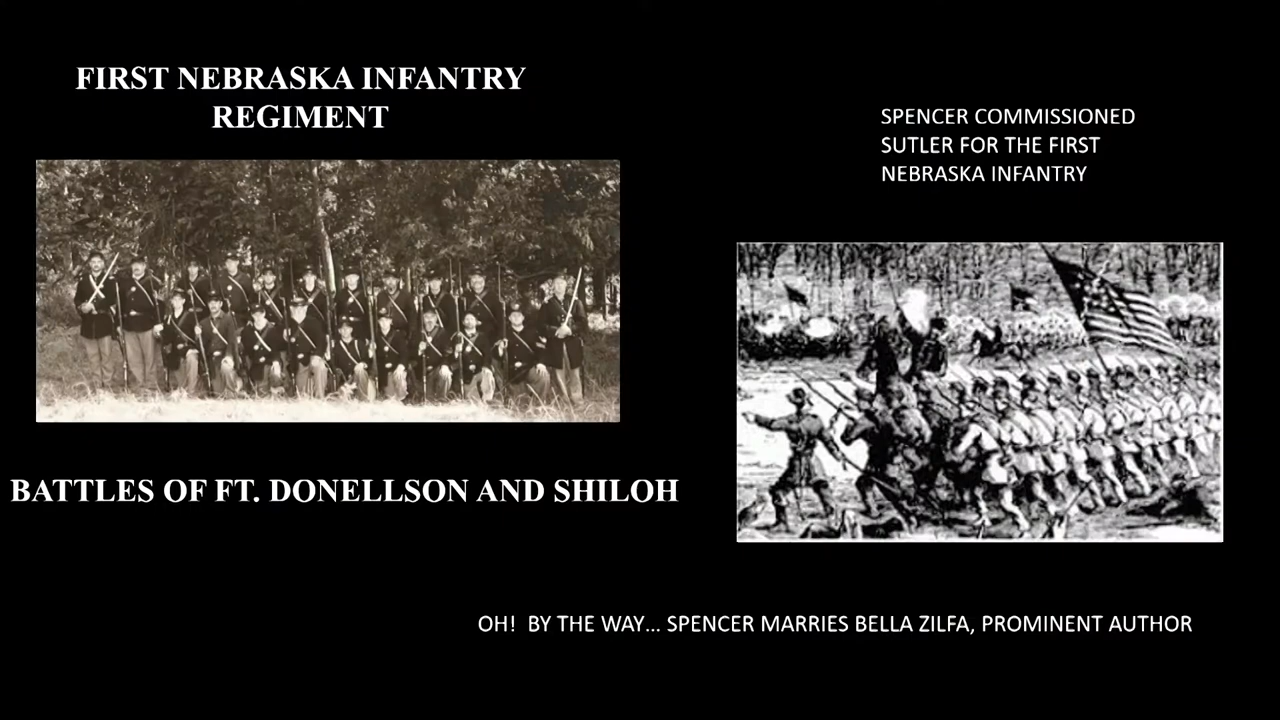 FIRST NEBRASKA INFANTRY
REGIMENT
SPENCER COMMISSIONED
SUTLER FOR THE FIRST
NEBRASKA INFANTRY
BATTLES OF FT. DONELLSON AND SHILOH
OH!  BY THE WAY... SPENCER MARRIES BELLA ZILFA, PROMINENT AUTHOR